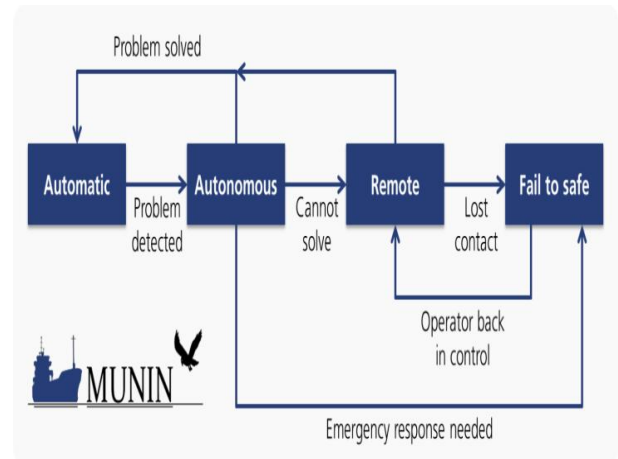 Problem solved
Automatic
Autonomous
Remote
Fail to safe
Problem
detected
Cannot
solve
Lost
contact
Operator back
in control
MUNIN
Emergency response needed